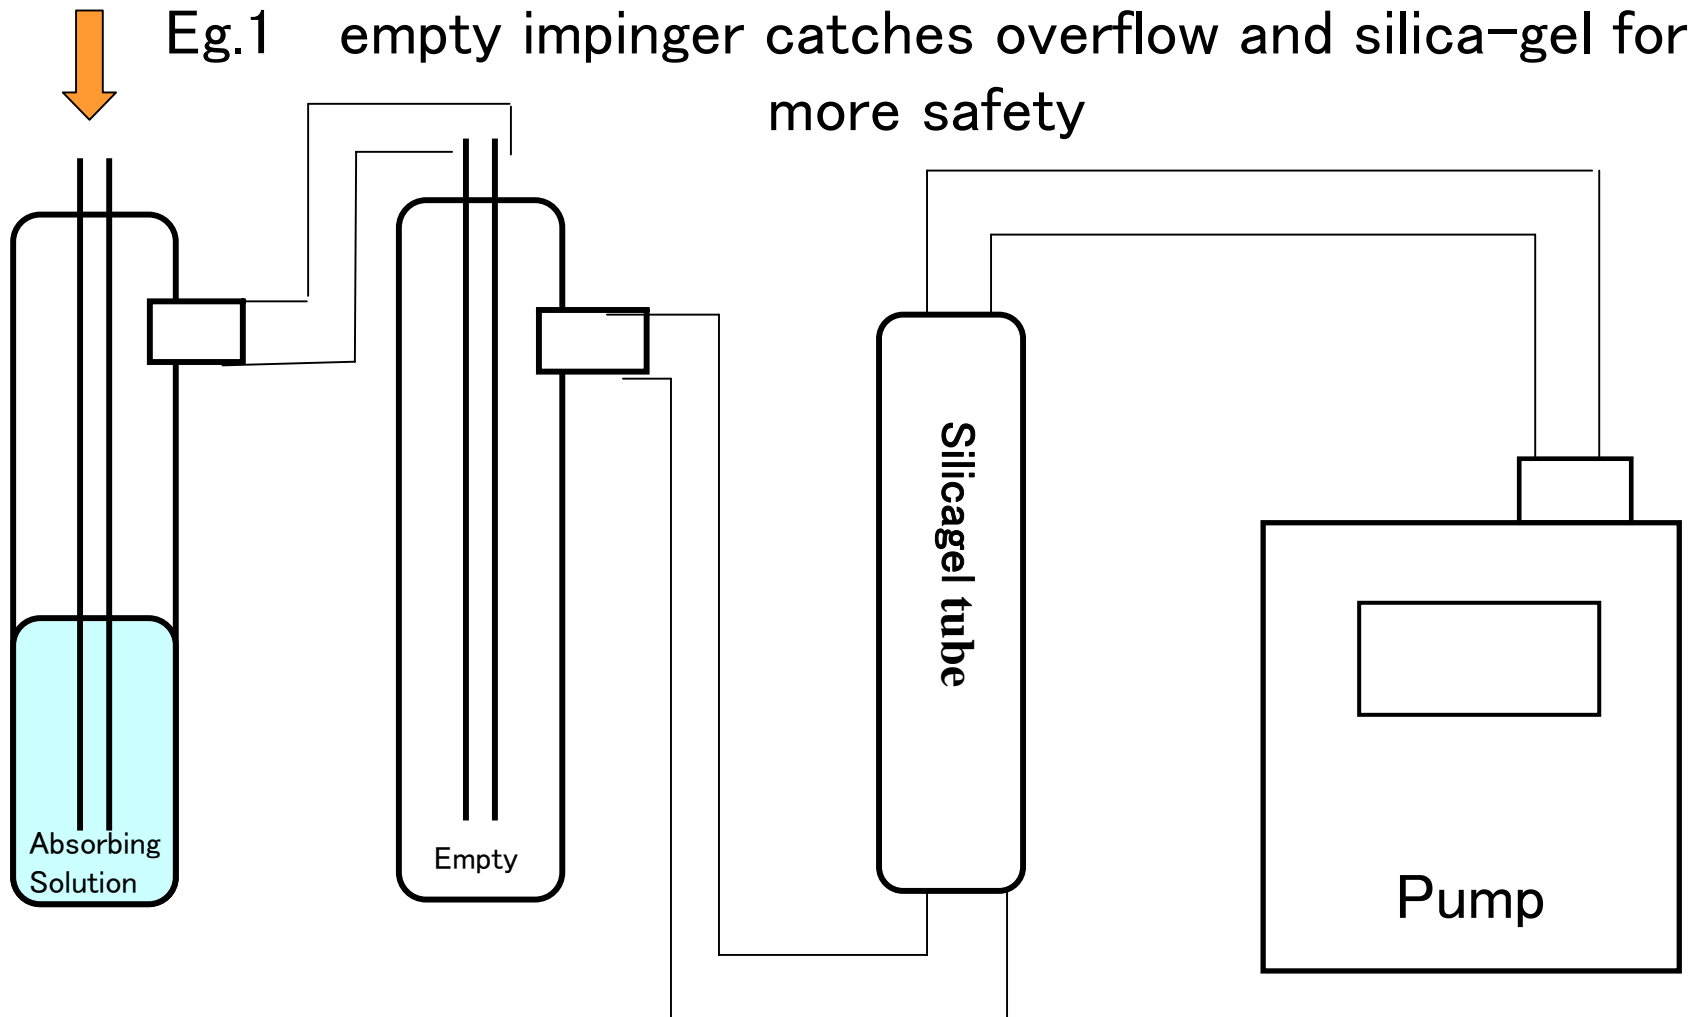 Eg.1 empty impinger catches overflow and silica-gel for
more safety
Silicagel tube
Absorbing
Solution
Empty
Pump